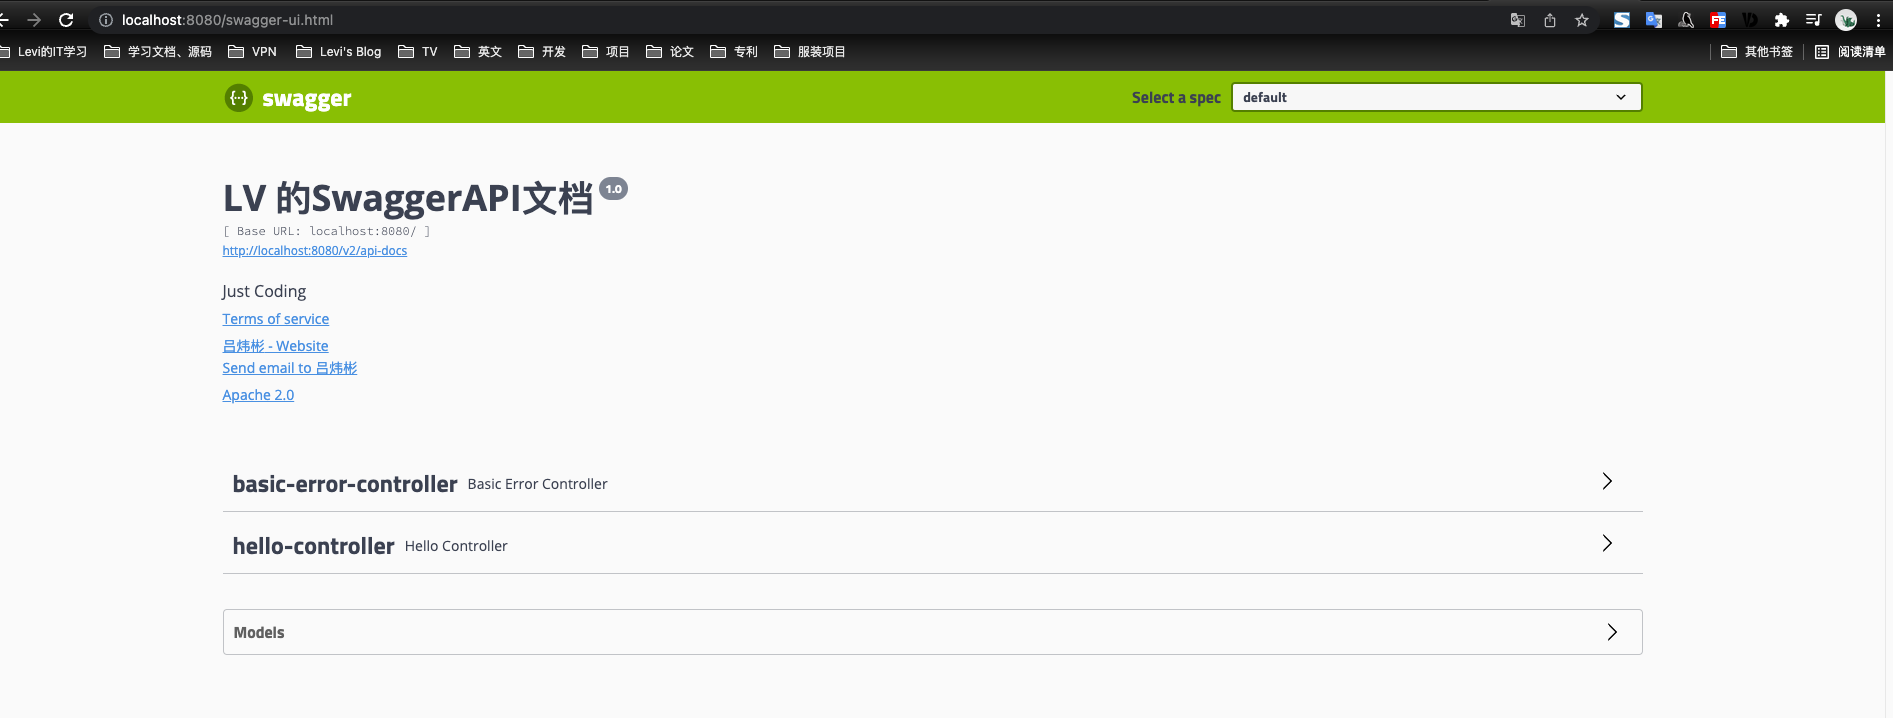 localhost:8080/swagger-ui.html
Levi的IT学习 学习文档、源码 VPN Levi's Blog TV 英文 开发 项目 论文 专利 服装项目 其他书签 阅读清单
{··} swagger Select a spec default
LV 的SwaggerAPI文档 1.0
[ Base URL: localhost:8080/ ]
http://localhost:8080/v2/api-docs
Just Coding
Terms of service
吕炜彬 - Website
Send email to 吕炜彬
Apache 2.0
basic-error-controller Basic Error Controller
hello-controller Hello Controller
Models